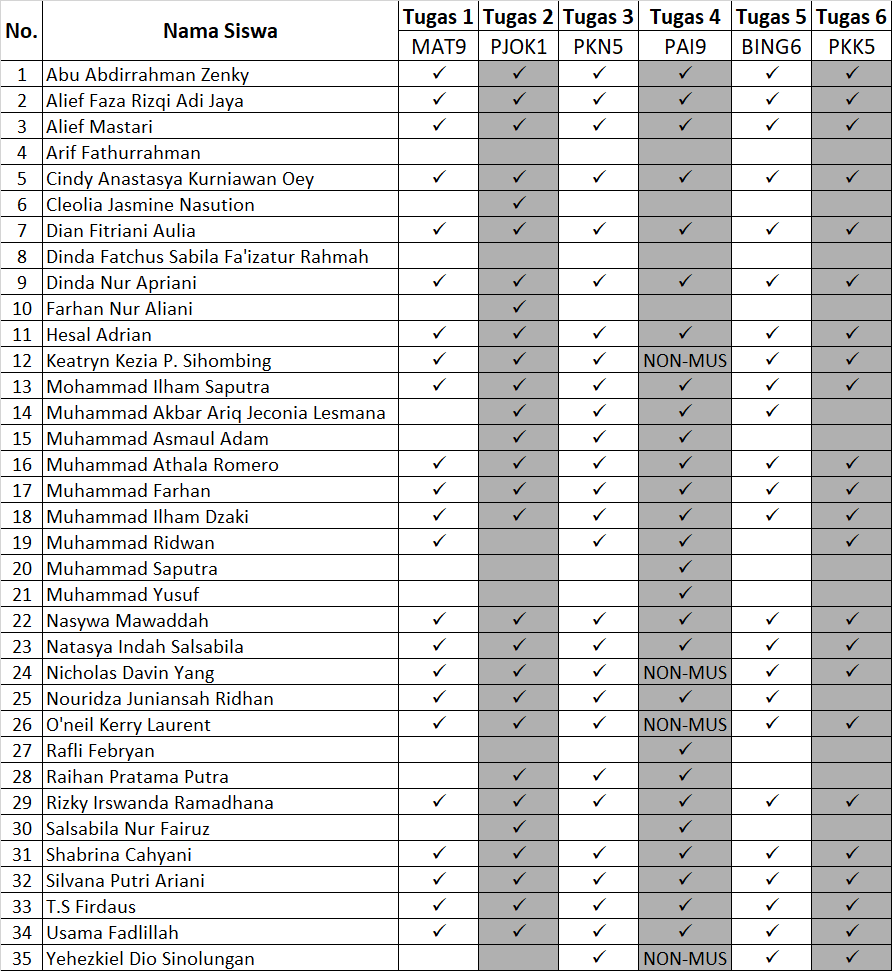 No. Nama Siswa Tugas 1 Tugas 2 Tugas 3 Tugas 4 Tugas 5 Tugas 6
MAT9 PJOK1 PKN5 PAI9 BING6 PKK5
1 Abu Abdirrahman Zenky ✓ ✓ ✓ ✓ ✓ ✓
2 Alief Faza Rizqi Adi Jaya ✓ ✓ ✓ ✓ ✓ ✓
3 Alief Mastari ✓ ✓ ✓ ✓ ✓ ✓
4 Arif Fathurrahman
5 Cindy Anastasya Kurniawan Oey ✓ ✓ ✓ ✓ ✓ ✓
6 Cleolia Jasmine Nasution ✓
7 Dian Fitriani Aulia ✓ ✓ ✓ ✓ ✓ ✓
8 Dinda Fatchus Sabila Fa'izatur Rahmah
9 Dinda Nur Apriani ✓ ✓ ✓ ✓ ✓ ✓
10 Farhan Nur Aliani ✓
11 Hesal Adrian ✓ ✓ ✓ ✓ ✓ ✓
12 Keatryn Kezia P. Sihombing ✓ ✓ ✓ NON-MUS ✓ ✓
13 Mohammad Ilham Saputra ✓ ✓ ✓ ✓ ✓ ✓
14 Muhammad Akbar Ariq Jeconia Lesmana ✓ ✓ ✓ ✓
15 Muhammad Asmaul Adam ✓ ✓ ✓
16 Muhammad Athala Romero ✓ ✓ ✓ ✓ ✓ ✓
17 Muhammad Farhan ✓ ✓ ✓ ✓ ✓ ✓
18 Muhammad Ilham Dzaki ✓ ✓ ✓ ✓ ✓ ✓
19 Muhammad Ridwan ✓ ✓ ✓ ✓
20 Muhammad Saputra ✓
21 Muhammad Yusuf ✓
22 Nasywa Mawaddah ✓ ✓ ✓ ✓ ✓ ✓
23 Natasya Indah Salsabila ✓ ✓ ✓ ✓ ✓ ✓
24 Nicholas Davin Yang ✓ ✓ ✓ NON-MUS ✓ ✓
25 Nouridza Juniansah Ridhan ✓ ✓ ✓ ✓ ✓
26 O'neil Kerry Laurent ✓ ✓ ✓ NON-MUS ✓ ✓
27 Rafli Febryan ✓
28 Raihan Pratama Putra ✓ ✓ ✓
29 Rizky Irswanda Ramadhana ✓ ✓ ✓ ✓ ✓ ✓
30 Salsabila Nur Fairuz ✓ ✓
31 Shabrina Cahyani ✓ ✓ ✓ ✓ ✓ ✓
32 Silvana Putri Ariani ✓ ✓ ✓ ✓ ✓ ✓
33 T.S Firdaus ✓ ✓ ✓ ✓ ✓ ✓
34 Usama Fadlillah ✓ ✓ ✓ ✓ ✓ ✓
35 Yehezkiel Dio Sinolungan ✓ NON-MUS ✓ ✓